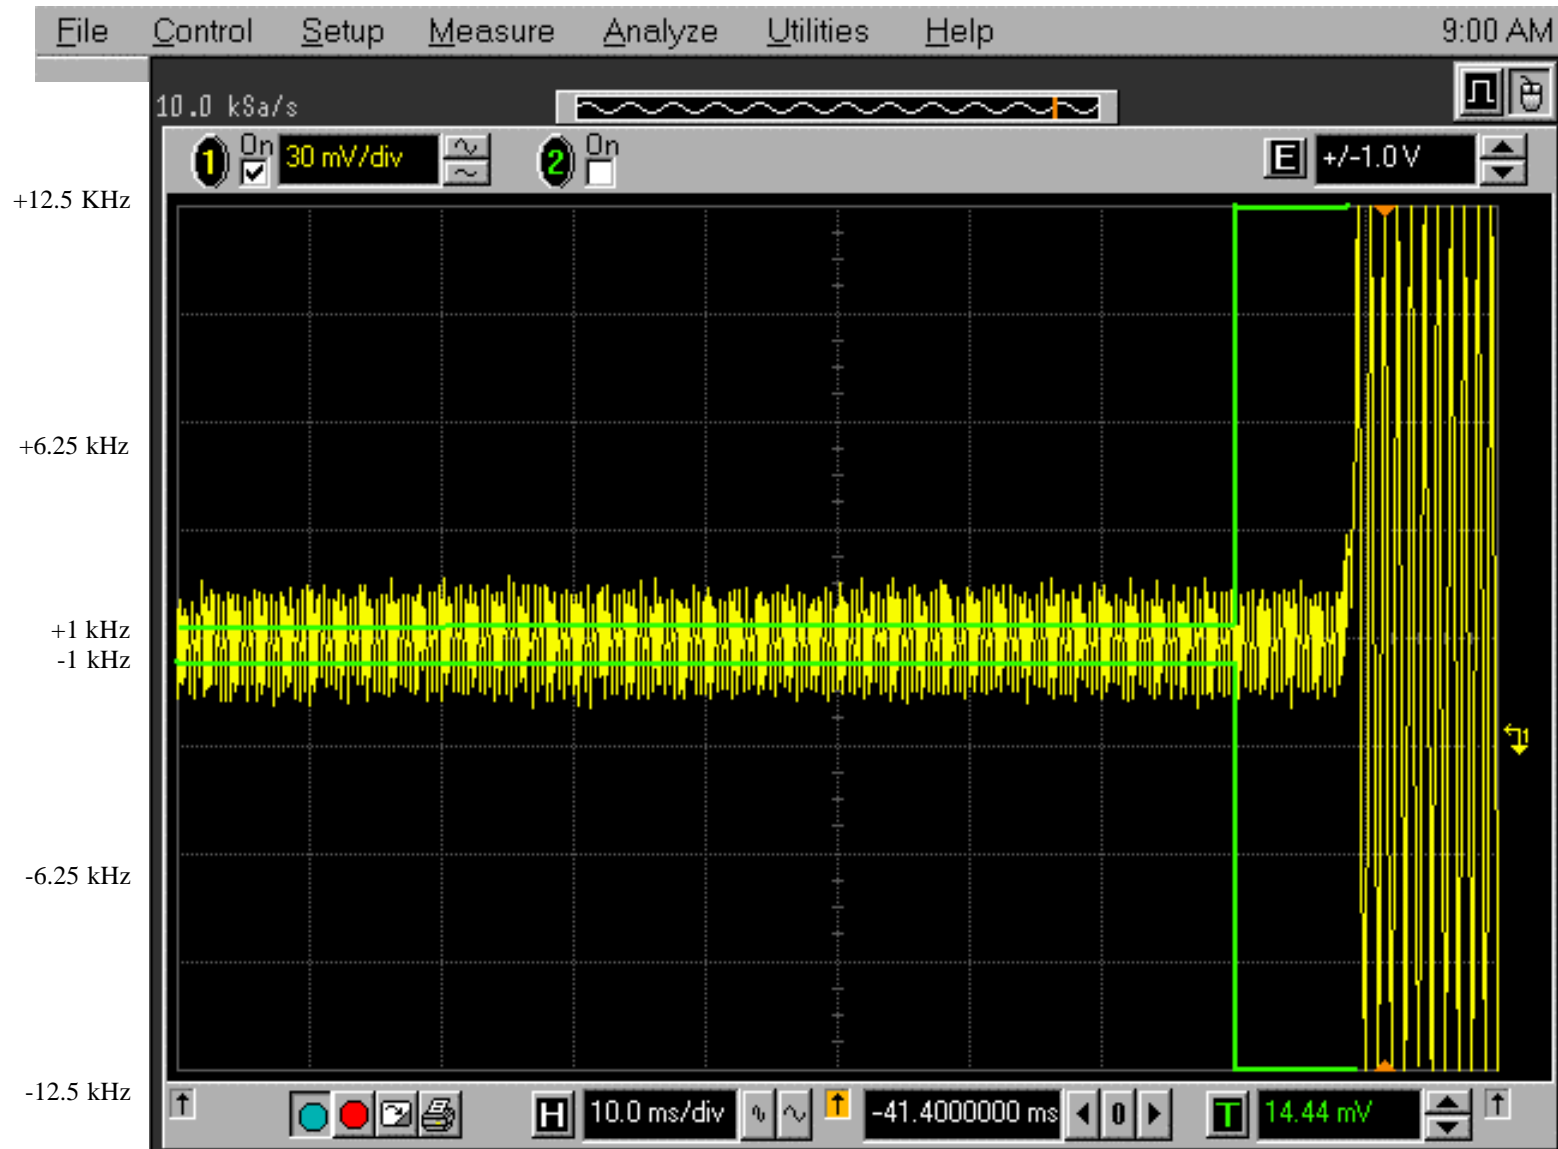 File Control Setup Measure Analyze Utilities Help 9:00 AM
10.0 kSa/s
1 On 30 mV/div 2 On E +/-1.0 V
+12.5 KHz
+6.25 kHz
+1 kHz
-1 kHz
1
-6.25 kHz
-12.5 kHz
H 10.0 ms/div -41.4000000 ms 0 T 14.44 mV